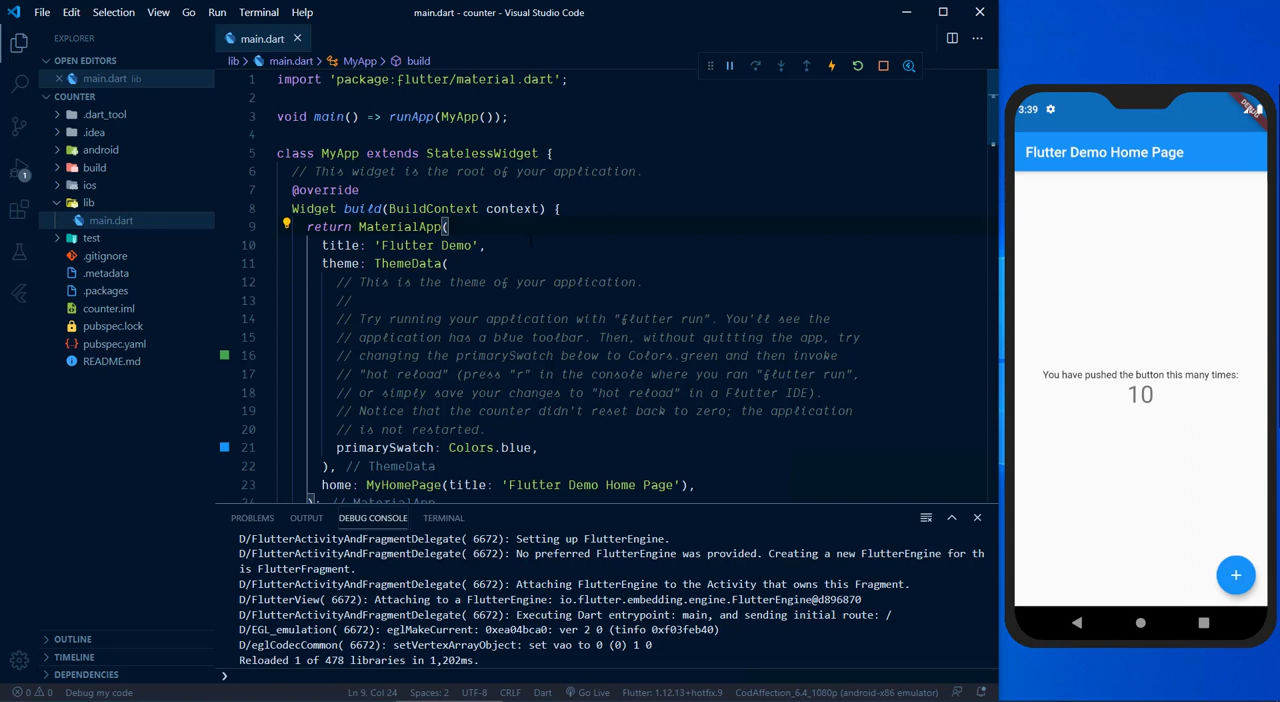 File Edit Selection View Go Run Terminal Help
main.dart - counter - Visual Studio Code
EXPLORER
OPEN EDITORS
main.dart lib
COUNTER
.dart_tool
.idea
android
build
ios
lib
main.dart
test
.gitignore
.metadata
.packages
counter.iml
pubspec.lock
pubspec.yaml
README.md
OUTLINE
TIMELINE
DEPENDENCIES
1
main.dart
lib > main.dart > MyApp > build
1 import 'package:flutter/material.dart';
2
3 void main() => runApp(MyApp());
4
5 class MyApp extends StatelessWidget {
6 // This widget is the root of your application.
7 @override
8 Widget build(BuildContext context) {
9 return MaterialApp(
10 title: 'Flutter Demo',
11 theme: ThemeData(
12 // This is the theme of your application.
13 //
14 // Try running your application with "flutter run". You'll see the
15 // application has a blue toolbar. Then, without quitting the app, try
16 // changing the primarySwatch below to Colors.green and then invoke
17 // "hot reload" (press "r" in the console where you ran "flutter run",
18 // or simply save your changes to "hot reload" in a Flutter IDE).
19 // Notice that the counter didn't reset back to zero; the application
20 // is not restarted.
21 primarySwatch: Colors.blue,
22 ), // ThemeData
23 home: MyHomePage(title: 'Flutter Demo Home Page'),
24 ); // MaterialApp
PROBLEMS OUTPUT DEBUG CONSOLE TERMINAL
D/FlutterActivityAndFragmentDelegate( 6672): Setting up FlutterEngine.
D/FlutterActivityAndFragmentDelegate( 6672): No preferred FlutterEngine was provided. Creating a new FlutterEngine for th
is FlutterFragment.
D/FlutterActivityAndFragmentDelegate( 6672): Attaching FlutterEngine to the Activity that owns this Fragment.
D/FlutterView( 6672): Attaching to a FlutterEngine: io.flutter.embedding.engine.FlutterEngine@d896870
D/FlutterActivityAndFragmentDelegate( 6672): Executing Dart entrypoint: main, and sending initial route: /
D/EGL_emulation( 6672): eglMakeCurrent: 0xea04bca0: ver 2 0 (tinfo 0xf03feb40)
D/eglCodecCommon( 6672): setVertexArrayObject: set vao to 0 (0) 1 0
Reloaded 1 of 478 libraries in 1,202ms.
>
0 0 Debug my code Ln 9, Col 24 Spaces: 2 UTF-8 CRLF Dart Go Live Flutter: 1.12.13+hotfix.9 CodAffection_6.4_1080p (android-x86 emulator)
3:39
DEBUG
Flutter Demo Home Page
You have pushed the button this many times:
10
+